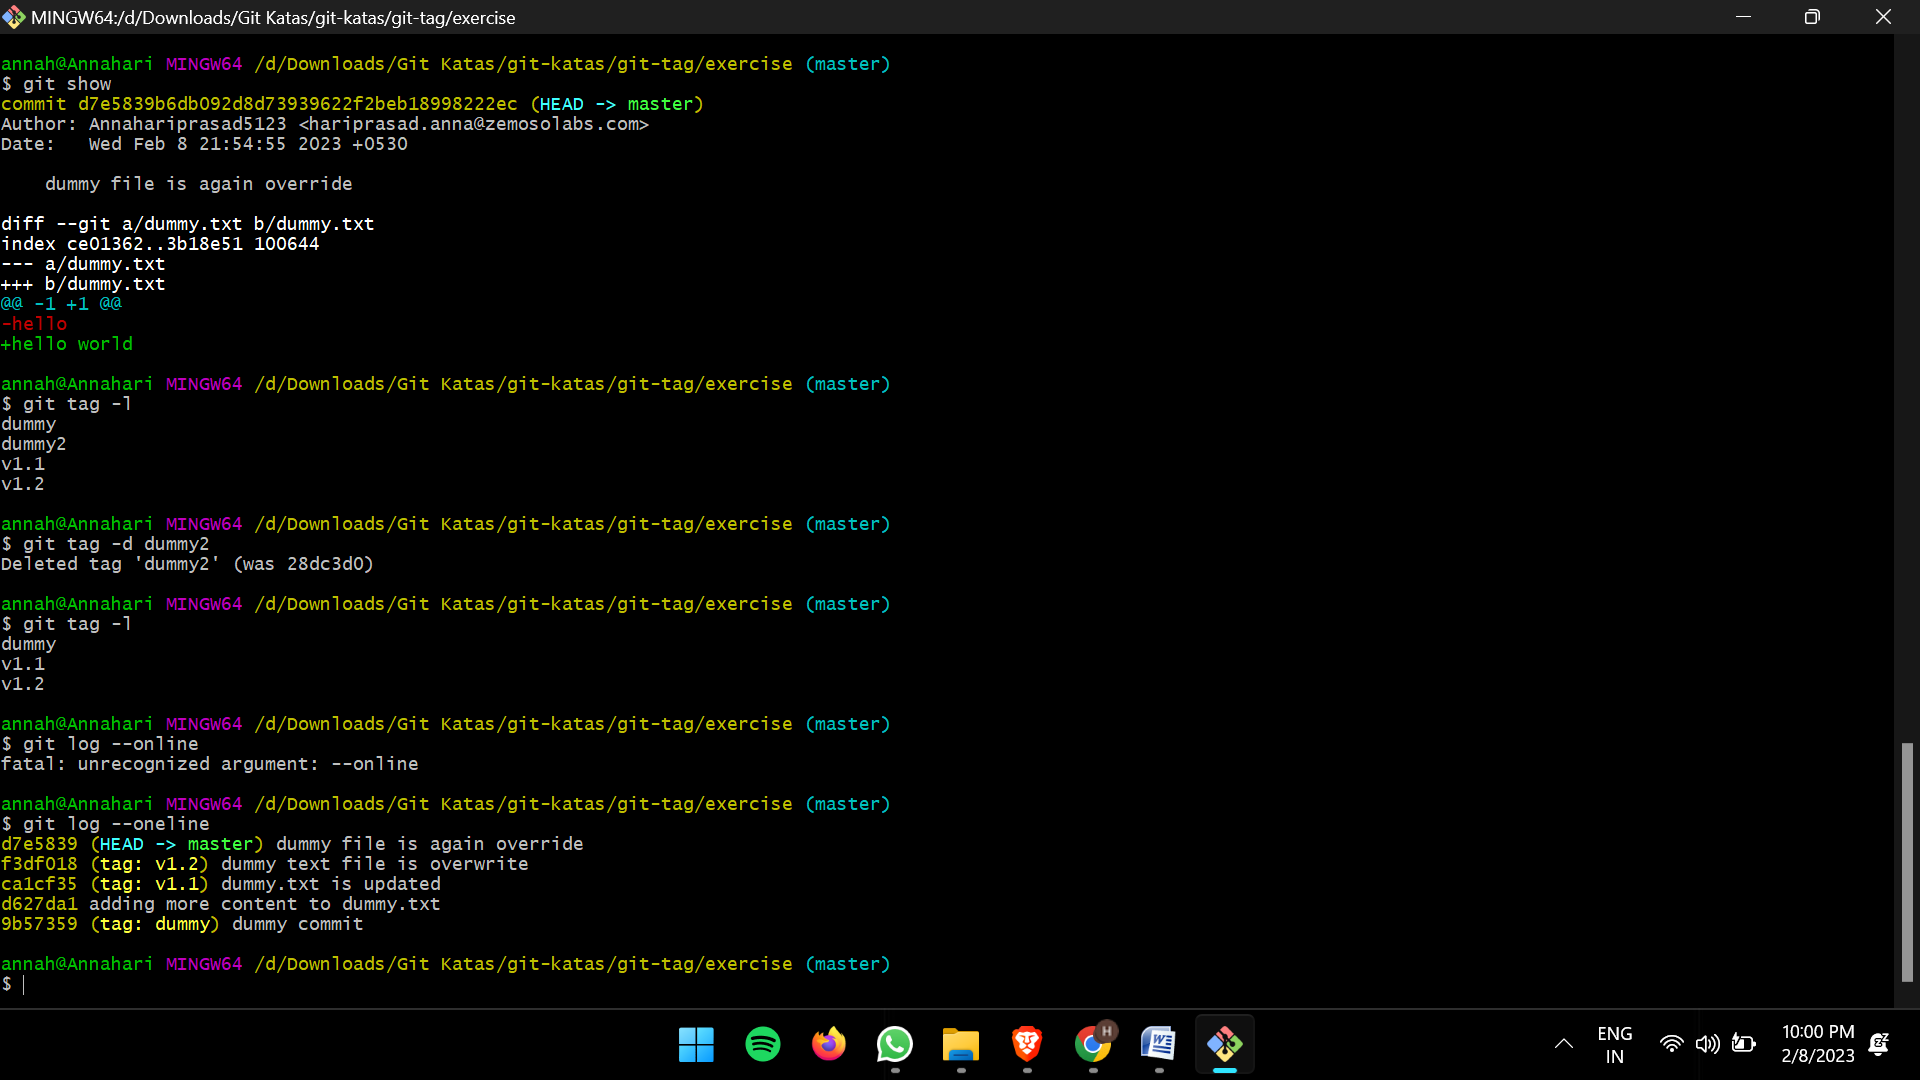 MINGW64:/d/Downloads/Git Katas/git-katas/git-tag/exercise
annah@Annahari MINGW64 /d/Downloads/Git Katas/git-katas/git-tag/exercise (master)
$ git show
commit d7e5839b6db092d8d73939622f2beb18998222ec (HEAD -> master)
Author: Annahariprasad5123 <hariprasad.anna@zemosolabs.com>
Date:   Wed Feb 8 21:54:55 2023 +0530
    dummy file is again override
diff --git a/dummy.txt b/dummy.txt
index ce01362..3b18e51 100644
--- a/dummy.txt
+++ b/dummy.txt
@@ -1 +1 @@
-hello
+hello world
annah@Annahari MINGW64 /d/Downloads/Git Katas/git-katas/git-tag/exercise (master)
$ git tag -l
dummy
dummy2
v1.1
v1.2
annah@Annahari MINGW64 /d/Downloads/Git Katas/git-katas/git-tag/exercise (master)
$ git tag -d dummy2
Deleted tag 'dummy2' (was 28dc3d0)
annah@Annahari MINGW64 /d/Downloads/Git Katas/git-katas/git-tag/exercise (master)
$ git tag -l
dummy
v1.1
v1.2
annah@Annahari MINGW64 /d/Downloads/Git Katas/git-katas/git-tag/exercise (master)
$ git log --online
fatal: unrecognized argument: --online
annah@Annahari MINGW64 /d/Downloads/Git Katas/git-katas/git-tag/exercise (master)
$ git log --oneline
d7e5839 (HEAD -> master) dummy file is again override
f3df018 (tag: v1.2) dummy text file is overwrite
ca1cf35 (tag: v1.1) dummy.txt is updated
d627da1 adding more content to dummy.txt
9b57359 (tag: dummy) dummy commit
annah@Annahari MINGW64 /d/Downloads/Git Katas/git-katas/git-tag/exercise (master)
$
H
W
ENG
IN
10:00 PM
2/8/2023